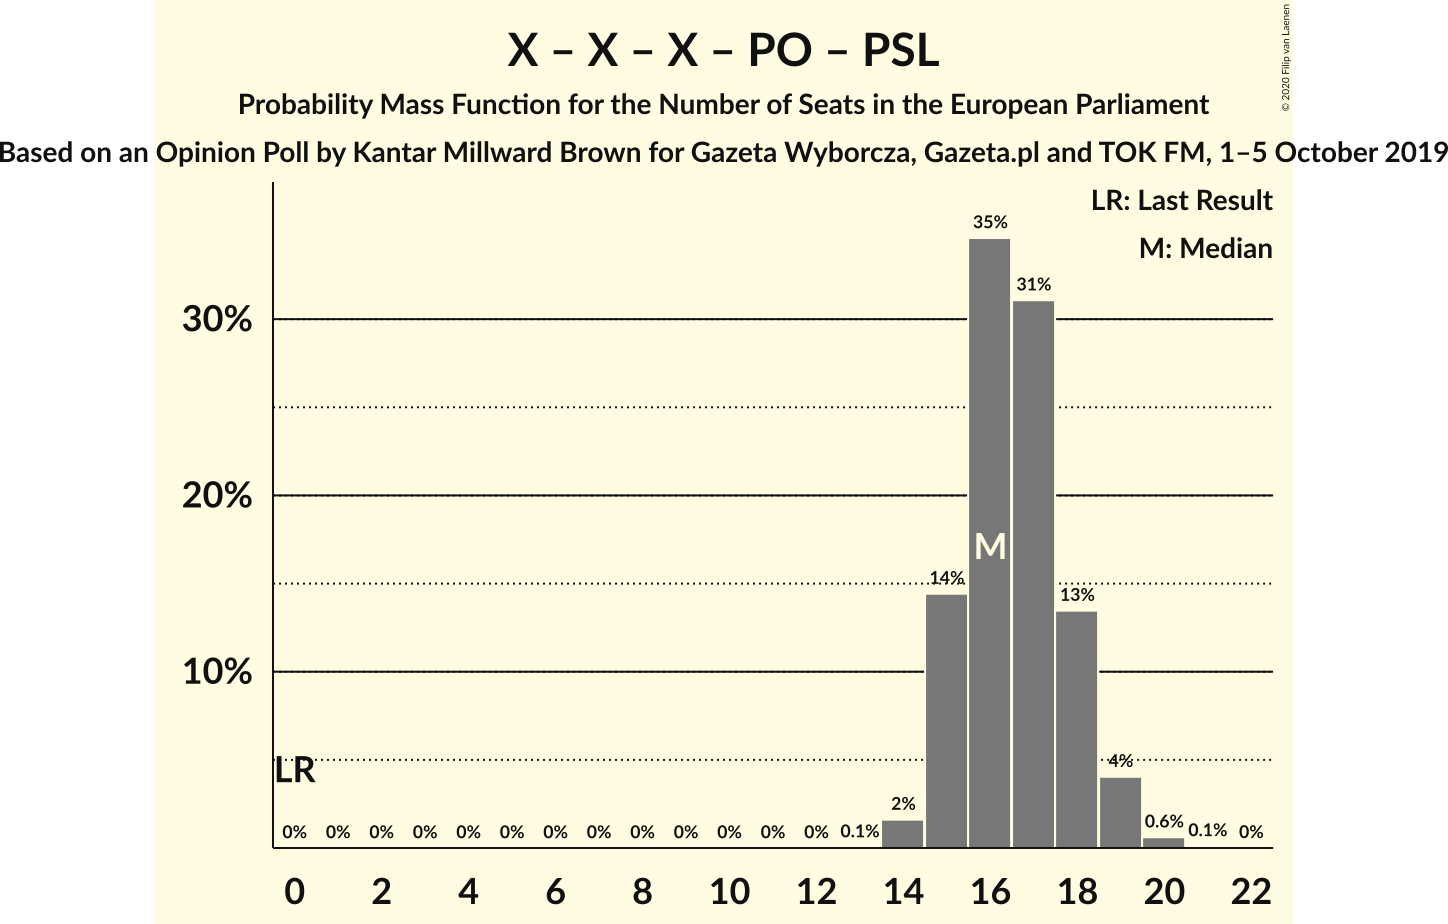 X – X – X – PO – PSL
Probability Mass Function for the Number of Seats in the European Parliament
Based on an Opinion Poll by Kantar Millward Brown for Gazeta Wyborcza, Gazeta.pl and TOK FM, 1–5 October 2019
© 2020 Filip van Laenen
LR: Last Result
M: Median
35%
31%
30%
20%
M
14%
13%
10%
LR
4%
2%
0% 0% 0% 0% 0% 0% 0% 0% 0% 0% 0% 0% 0% 0.1% 0.6% 0.1% 0%
0 2 4 6 8 10 12 14 16 18 20 22